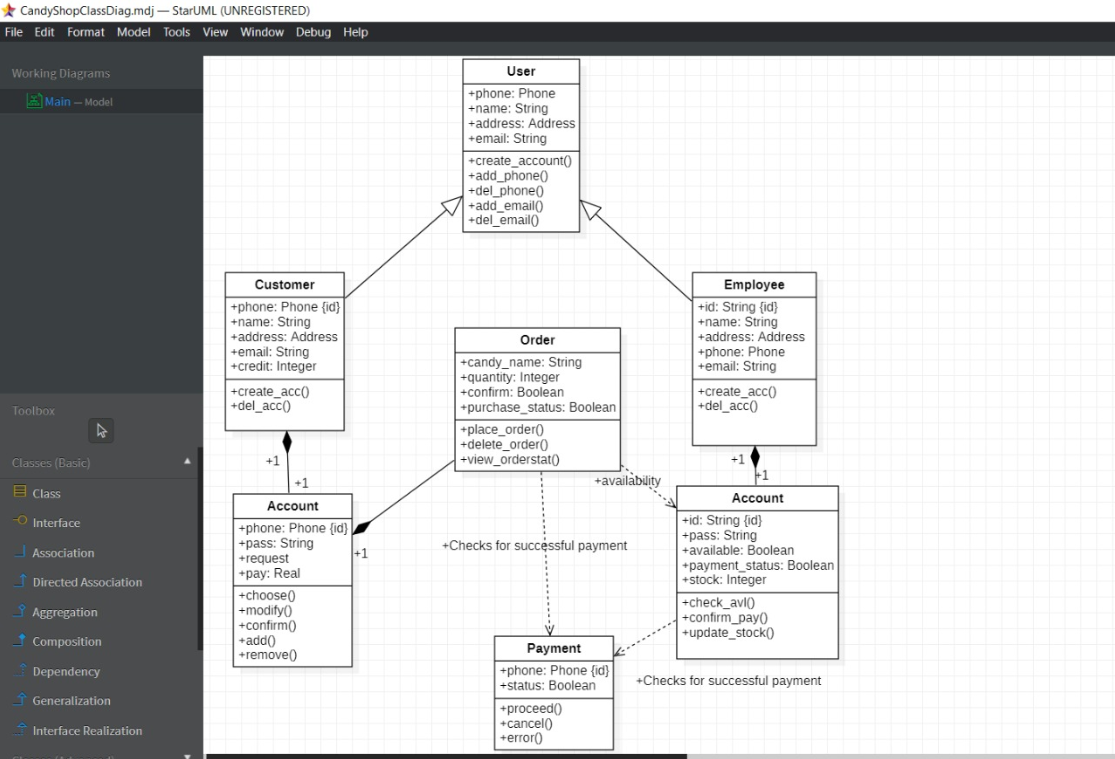 CandyShopClassDiag.mdj — StarUML (UNREGISTERED)
File Edit Format Model Tools View Window Debug Help
Working Diagrams
Main — Model
Toolbox
Classes (Basic)
Class
Interface
Association
Directed Association
Aggregation
Composition
Dependency
Generalization
Interface Realization
User
+phone: Phone
+name: String
+address: Address
+email: String
+create_account()
+add_phone()
+del_phone()
+add_email()
+del_email()
Customer
+phone: Phone {id}
+name: String
+address: Address
+email: String
+credit: Integer
+create_acc()
+del_acc()
Order
+candy_name: String
+quantity: Integer
+confirm: Boolean
+purchase_status: Boolean
+place_order()
+delete_order()
+view_orderstat()
Employee
+id: String {id}
+name: String
+address: Address
+phone: Phone
+email: String
+create_acc()
+del_acc()
+1
+1
+1
+1
+availability
Account
+phone: Phone {id}
+pass: String
+request
+pay: Real
+choose()
+modify()
+confirm()
+add()
+remove()
+1
+Checks for successful payment
Account
+id: String {id}
+pass: String
+available: Boolean
+payment_status: Boolean
+stock: Integer
+check_avl()
+confirm_pay()
+update_stock()
Payment
+phone: Phone {id}
+status: Boolean
+proceed()
+cancel()
+error()
+Checks for successful payment